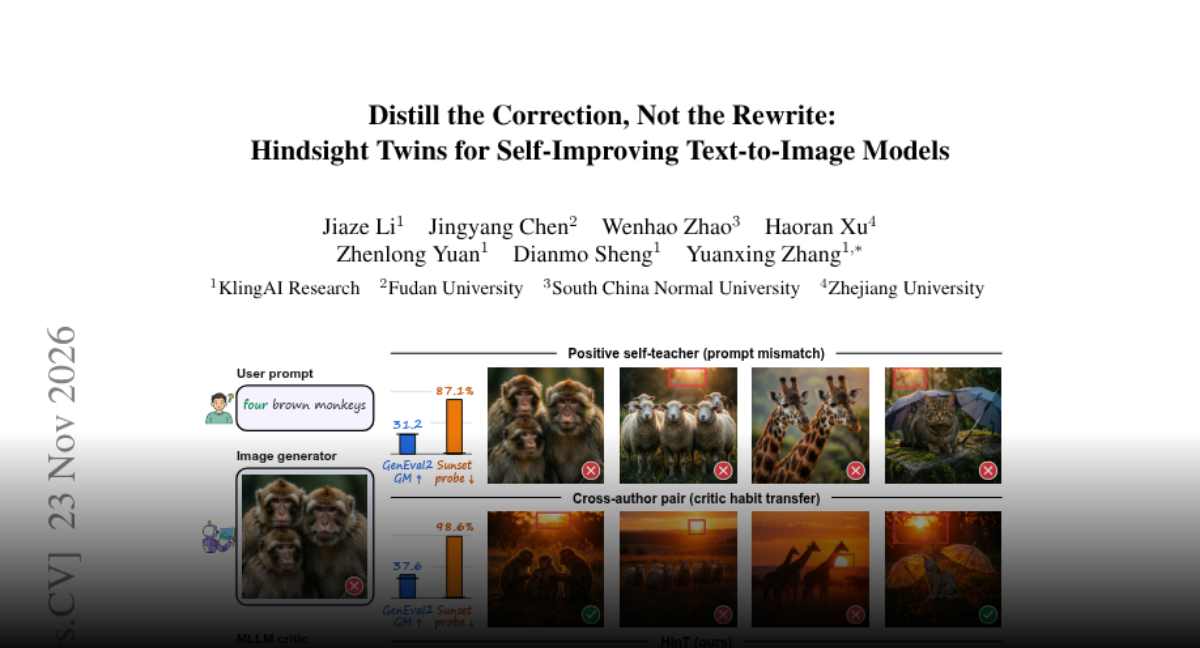 Distill the Correction, Not the Rewrite:
Hindsight Twins for Self-Improving Text-to-Image Models
Jiaze Li1 Jingyang Chen2 Wenhao Zhao3 Haoran Xu4
Zhenlong Yuan1 Dianmo Sheng1 Yuanxing Zhang1,*
1KlingAI Research 2Fudan University 3South China Normal University 4Zhejiang University
s.CV] 23 Nov 2026
Positive self-teacher (prompt mismatch)
User prompt
four brown monkeys
87.1%
31.2
GenEval2 GM ↑
Sunset probe ↓
Image generator
Cross-author pair (critic habit transfer)
98.6%
37.6
GenEval2 GM ↑
Sunset probe ↓
MLLM critic
HinT (ours)